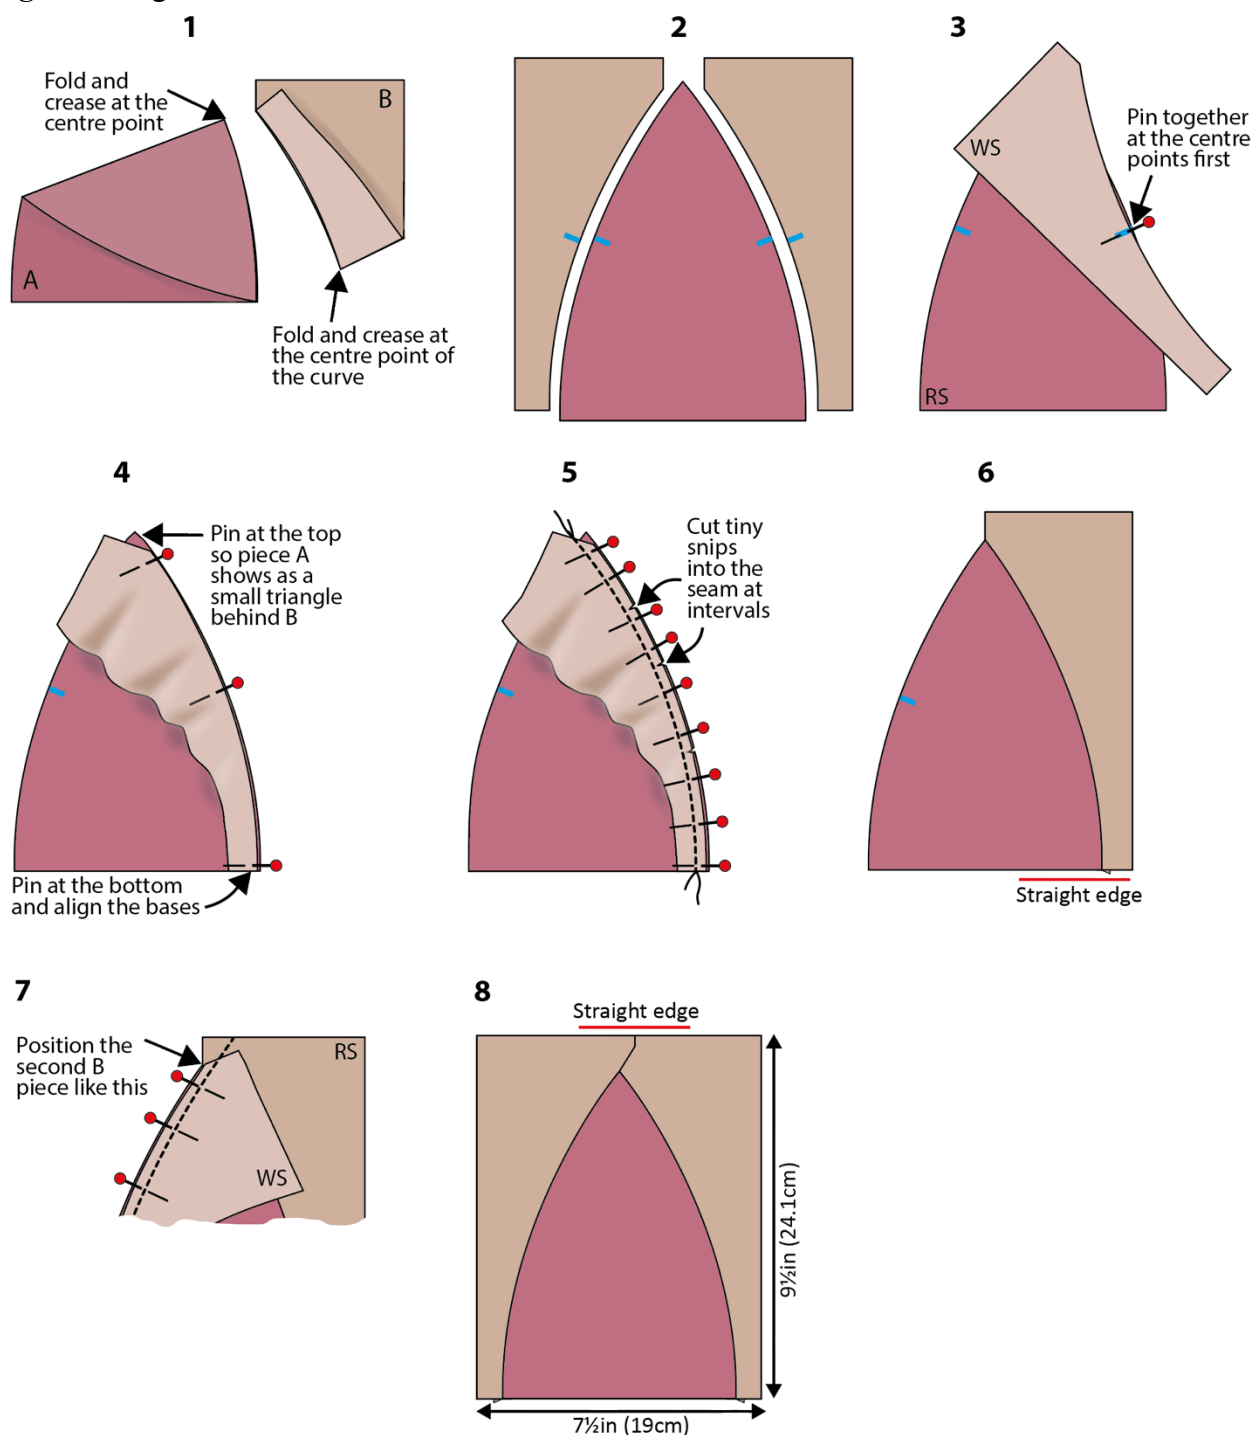 1
Fold and
crease at the
centre point
A
B
Fold and crease at
the centre point of
the curve
2
3
WS
Pin together
at the centre
points first
RS
4
Pin at the top
so piece A
shows as a
small triangle
behind B
Pin at the bottom
and align the bases
5
Cut tiny
snips
into the
seam at
intervals
6
Straight edge
7
Position the
second B
piece like this
RS
WS
8
Straight edge
9½in (24.1cm)
7½in (19cm)